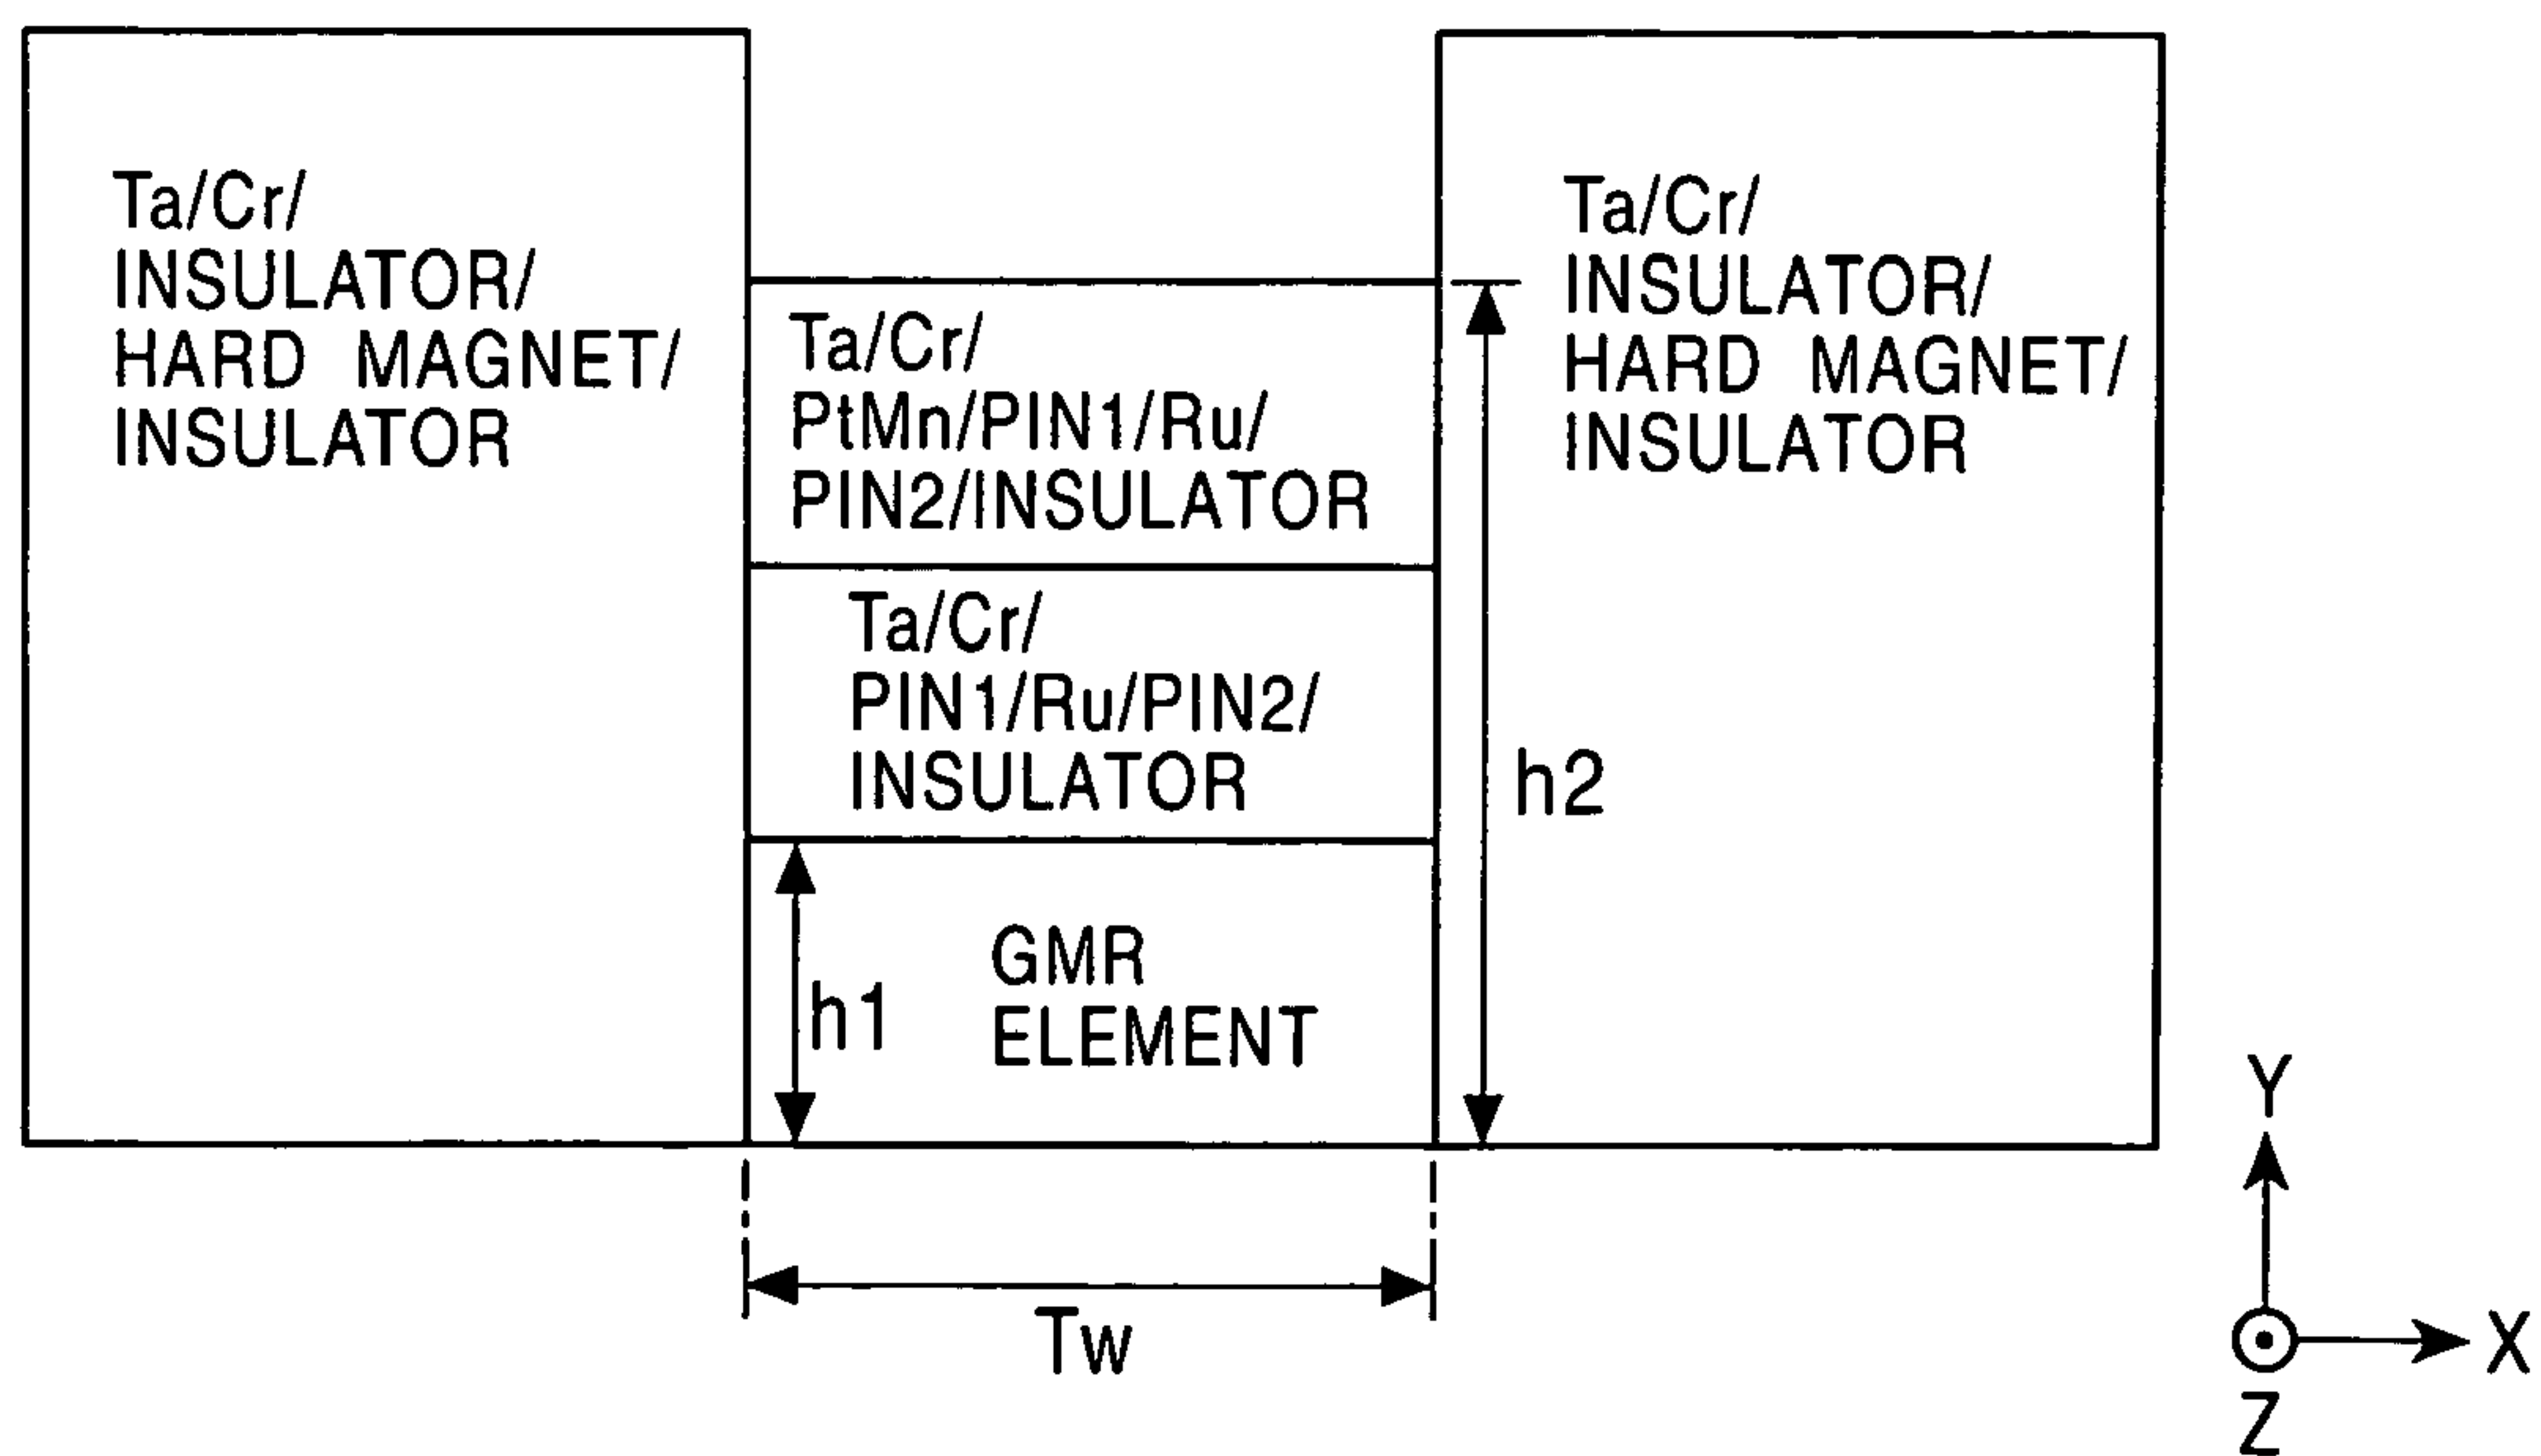 Ta/Cr/
INSULATOR/
HARD MAGNET/
INSULATOR
Ta/Cr/
PtMn/PIN1/Ru/
PIN2/INSULATOR
Ta/Cr/
PIN1/Ru/PIN2/
INSULATOR
GMR
ELEMENT
h1
h2
Tw
Ta/Cr/
INSULATOR/
HARD MAGNET/
INSULATOR
Y
X
Z